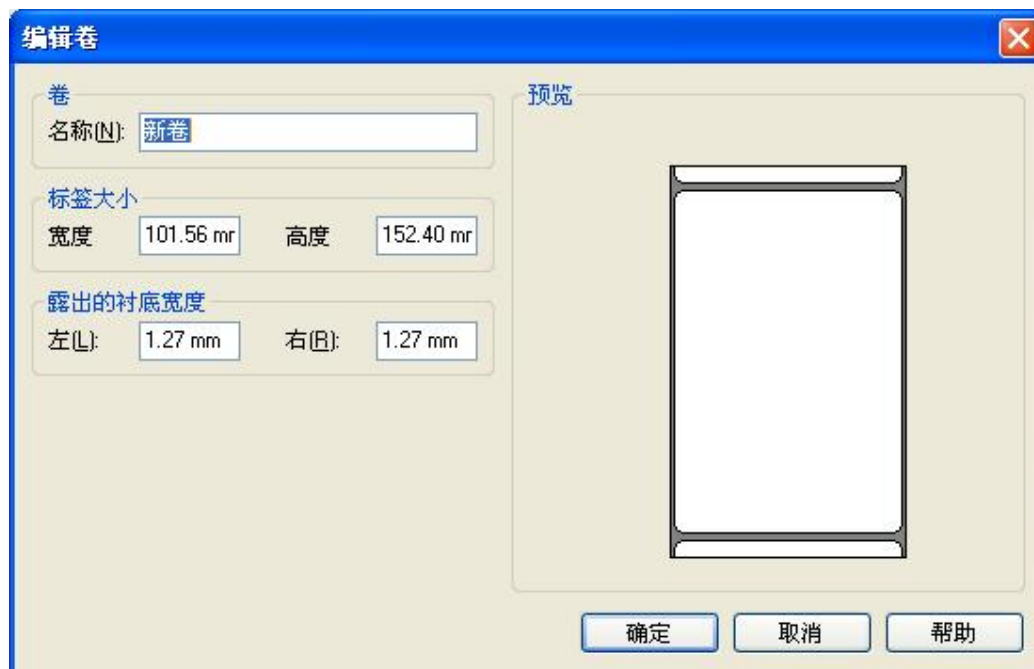 编辑卷
卷
名称(N): 新卷
标签大小
宽度 101.56 mr 高度 152.40 mr
露出的衬底宽度
左(L): 1.27 mm 右(R): 1.27 mm
预览
确定 取消 帮助